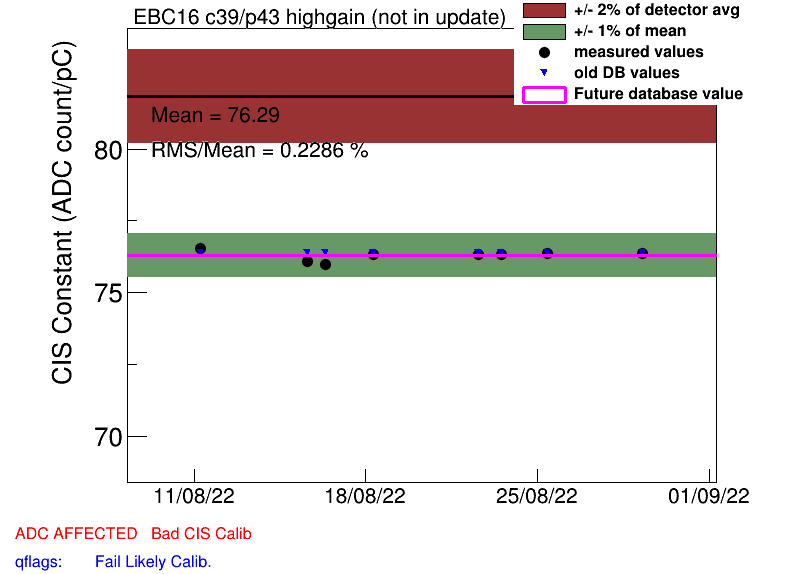 EBC16 c39/p43 highgain (not in update)
+/- 2% of detector avg
+/- 1% of mean
measured values
old DB values
Future database value
Mean = 76.29
RMS/Mean = 0.2286 %
CIS Constant (ADC count/pC)
80
75
70
11/08/22 18/08/22 25/08/22 01/09/22
ADC AFFECTED Bad CIS Calib
qflags: Fail Likely Calib.